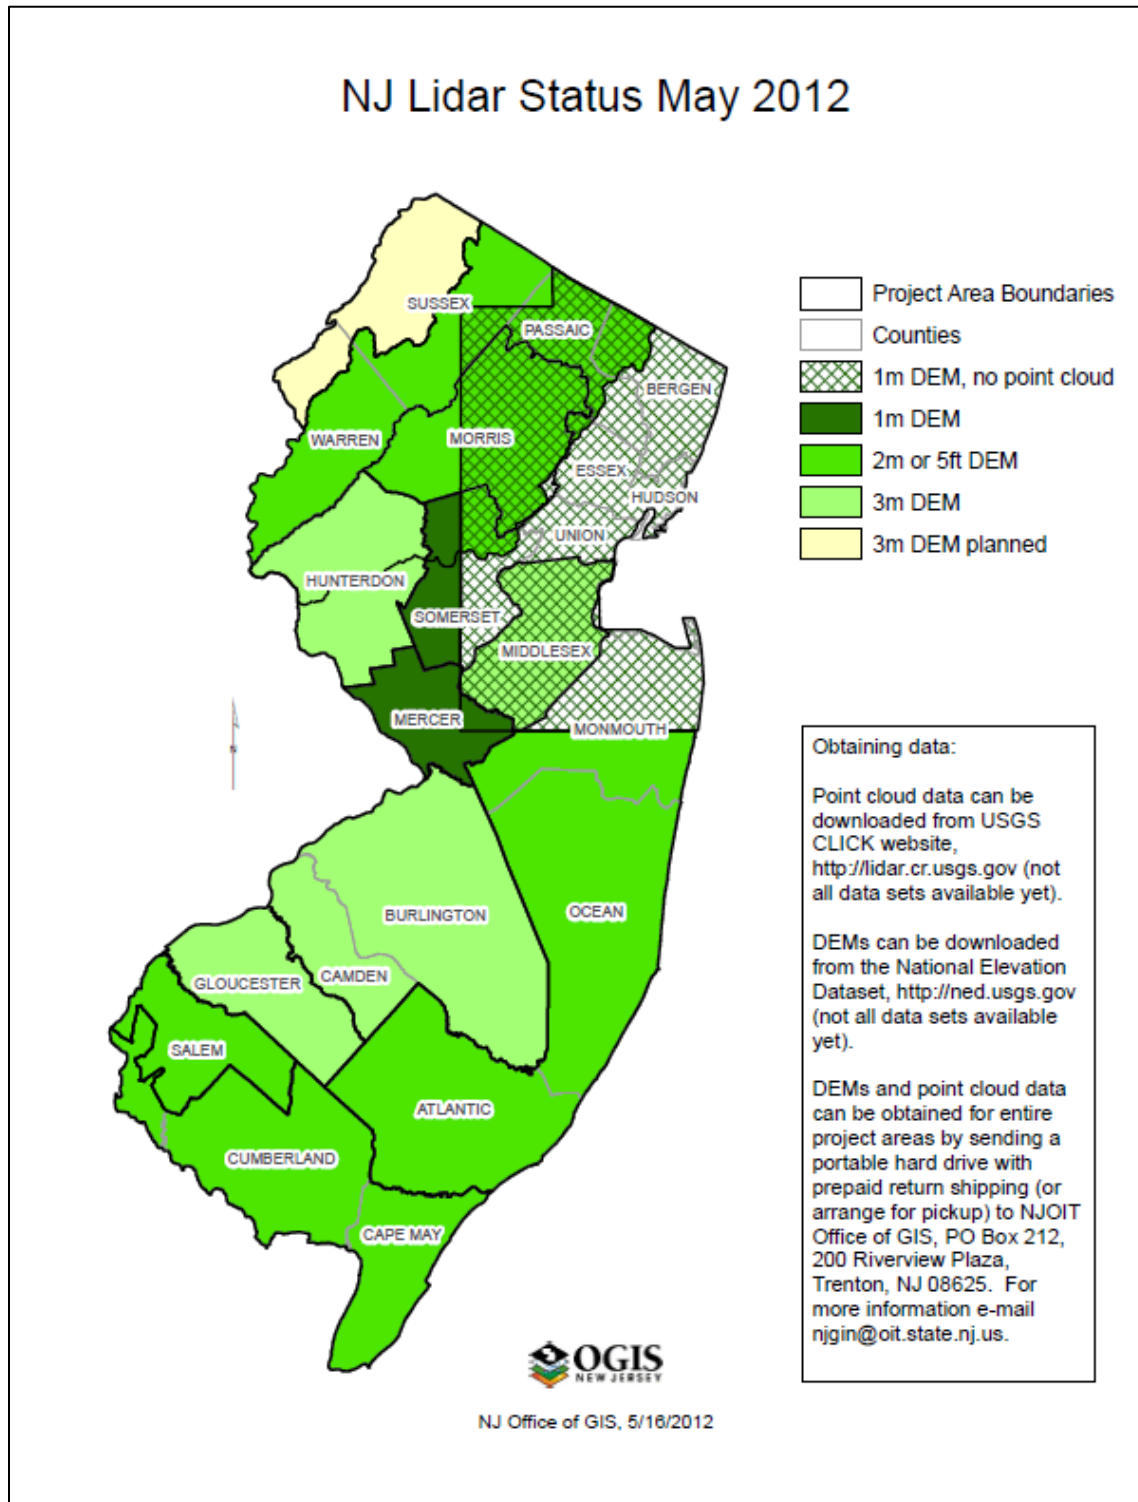 NJ Lidar Status May 2012
Project Area Boundaries
Counties
1m DEM, no point cloud
1m DEM
2m or 5ft DEM
3m DEM
3m DEM planned
SUSSEX
PASSAIC
BERGEN
WARREN
MORRIS
ESSEX
HUDSON
UNION
HUNTERDON
SOMERSET
MIDDLESEX
MERCER
MONMOUTH
OCEAN
BURLINGTON
CAMDEN
GLOUCESTER
SALEM
ATLANTIC
CUMBERLAND
CAPE MAY
N
Obtaining data:
Point cloud data can be
downloaded from USGS
CLICK website,
http://lidar.cr.usgs.gov (not
all data sets available yet).
DEMs can be downloaded
from the National Elevation
Dataset, http://ned.usgs.gov
(not all data sets available
yet).
DEMs and point cloud data
can be obtained for entire
project areas by sending a
portable hard drive with
prepaid return shipping (or
arrange for pickup) to NJOIT
Office of GIS, PO Box 212,
200 Riverview Plaza,
Trenton, NJ 08625.  For
more information e-mail
njgin@oit.state.nj.us.
OGIS
NEW JERSEY
NJ Office of GIS, 5/16/2012